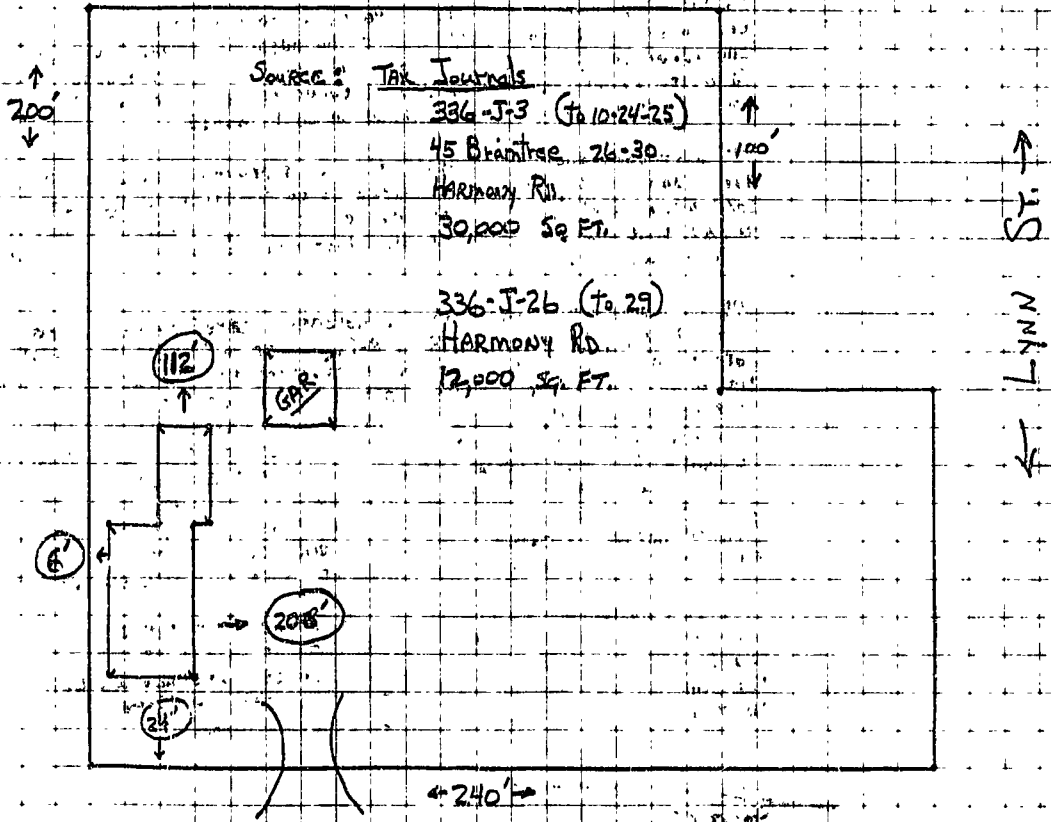 SOURCE: TAX Journals
200'
336-J-3 (to 10-24-25)
100'
45 Braintree 26-30
HARMONY RD.
30,000 SQ FT.
← LYNN ST. →
336-J-26 (to 29)
HARMONY RD
12,000 SQ. FT.
112'
GAR.
208'
24'
240'